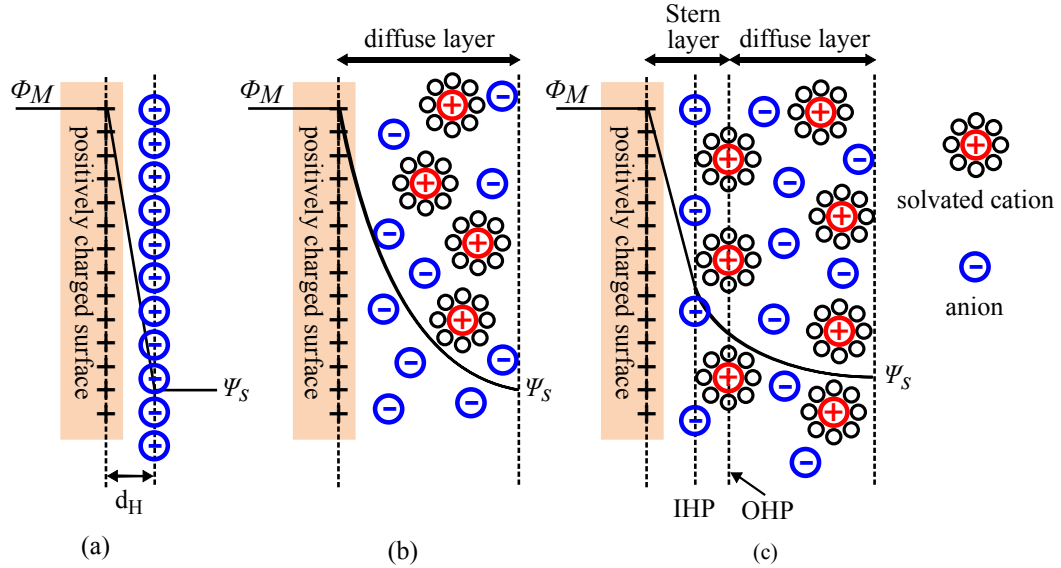 Stern
layer
diffuse layer
diffuse layer
Φ_M
Φ_M
Φ_M
positively charged surface
positively charged surface
positively charged surface
solvated cation
anion
Ψ_s
Ψ_s
Ψ_s
d_H
IHP
OHP
(a)
(b)
(c)